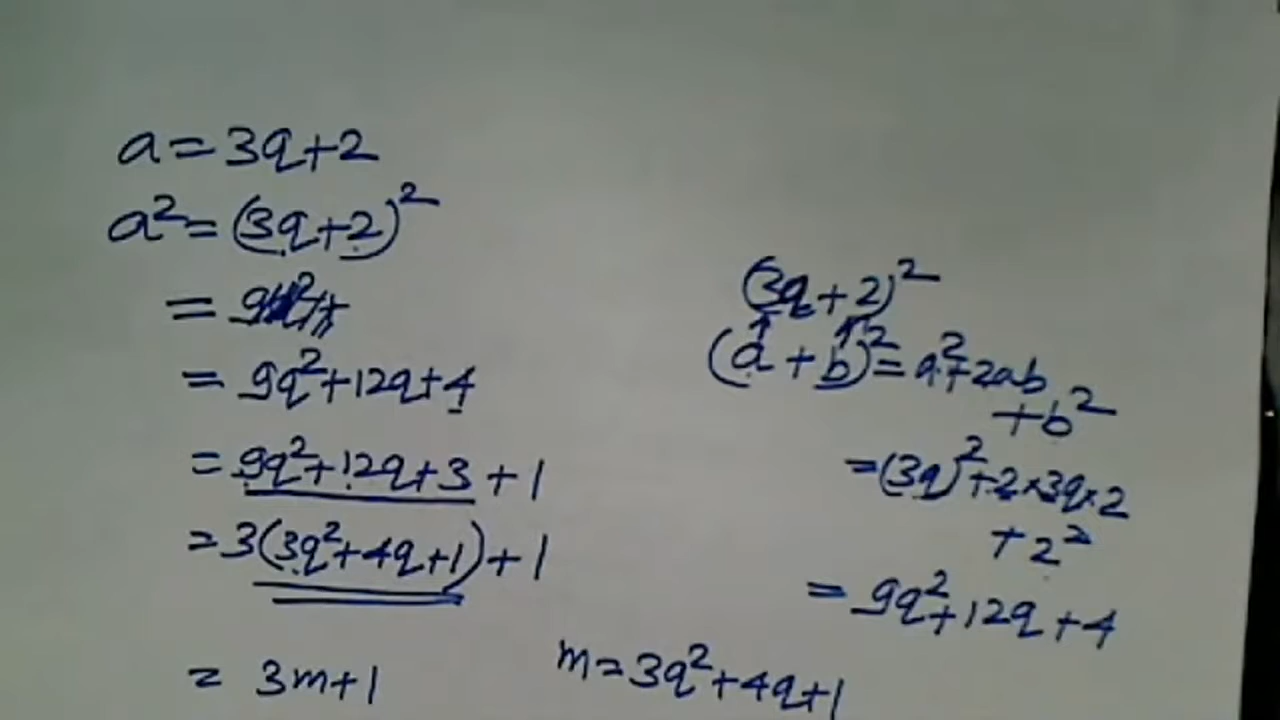 a = 3q+2
a² = (3q+2)²
= 9q²+12q+4
= 9q²+12q+3 + 1
= 3(3q²+4q+1)+1
= 3m+1
(3q+2)²
(a+b)² = a²+2ab
+b²
= (3q)²+2×3q×2
+2²
= 9q²+12q+4
m = 3q²+4q+1